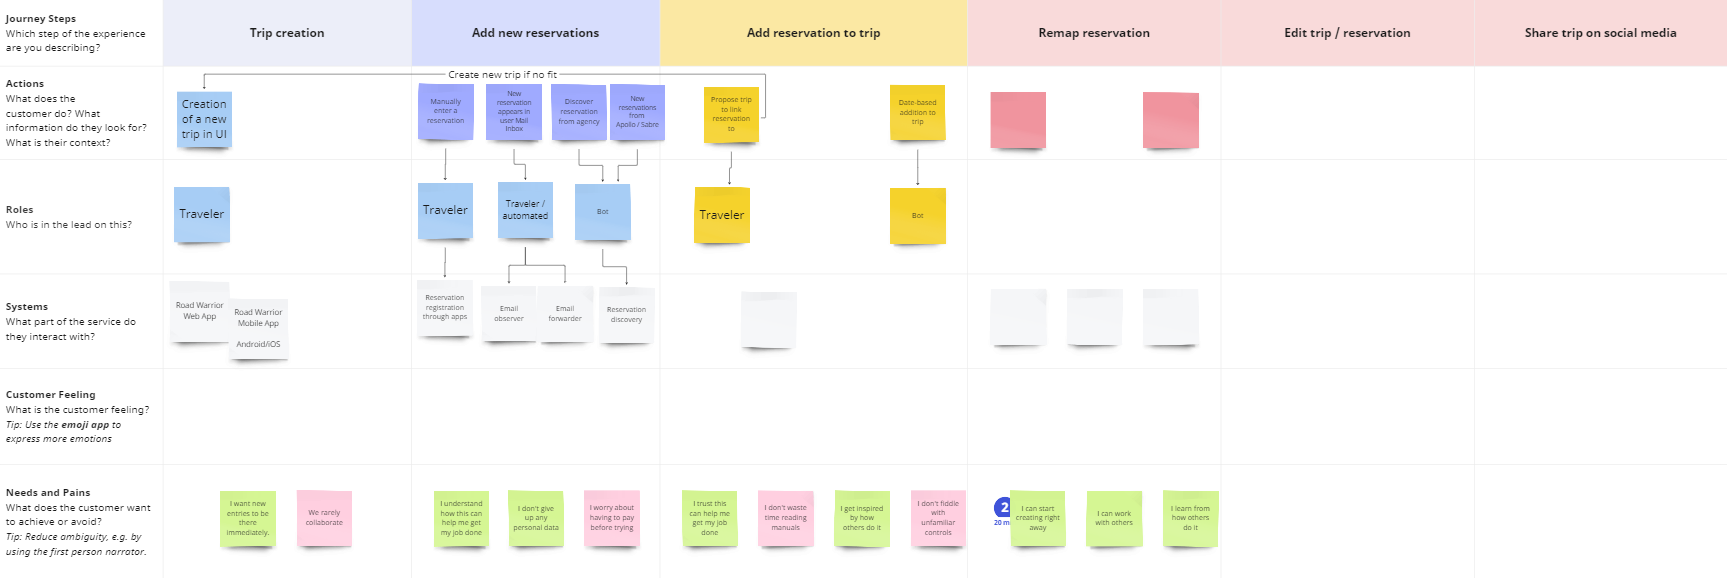 Journey Steps
Which step of the experience
are you describing?
Trip creation
Add new reservations
Add reservation to trip
Remap reservation
Edit trip / reservation
Share trip on social media
Create new trip if no fit
Actions
What does the
customer do? What
information do they look for?
What is their context?
Creation
of a new
trip in UI
Manually
enter a
reservation
New
reservation
appears in
user Mail
Inbox
Discover
reservation
from agency
New
reservations
from
Apollo / Sabre
Propose trip
to link
reservation
to
Date-based
addition to
trip
Roles
Who is in the lead on this?
Traveler
Traveler
Traveler /
automated
Bot
Traveler
Bot
Systems
What part of the service do
they interact with?
Road Warrior
Web App
Road Warrior
Mobile App
Android/iOS
Reservation
registration
through apps
Email
observer
Email
forwarder
Reservation
discovery
Customer Feeling
What is the customer feeling?
Tip: Use the emoji app to
express more emotions
Needs and Pains
What does the customer want
to achieve or avoid?
Tip: Reduce ambiguity, e.g. by
using the first person narrator.
I want new
entries to be
there
immediately.
We rarely
collaborate
I understand
how this can
help me get
my job done
I don't give
up any
personal data
I worry about
having to pay
before trying
I trust this
can help me
get my job
done
I don't waste
time reading
manuals
I get inspired
by how
others do it
I don't fiddle
with
unfamiliar
controls
2
20 m
I can start
creating right
away
I can work
with others
I learn from
how others
do it